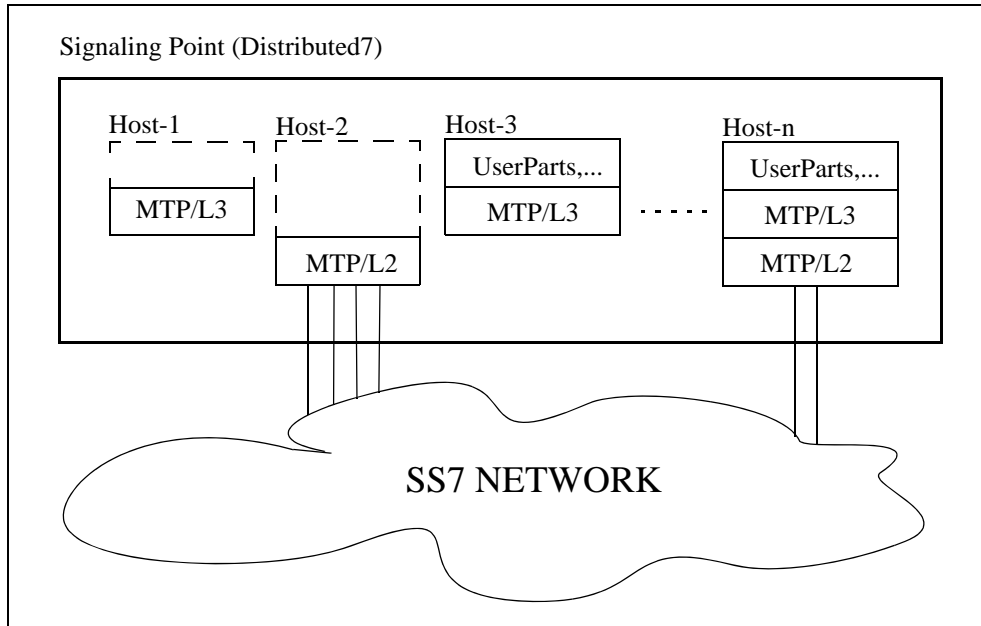 Signaling Point (Distributed7)
Host-1
Host-2
Host-3
Host-n
UserParts,...
UserParts,...
MTP/L3
MTP/L3
MTP/L3
MTP/L2
MTP/L2
SS7 NETWORK